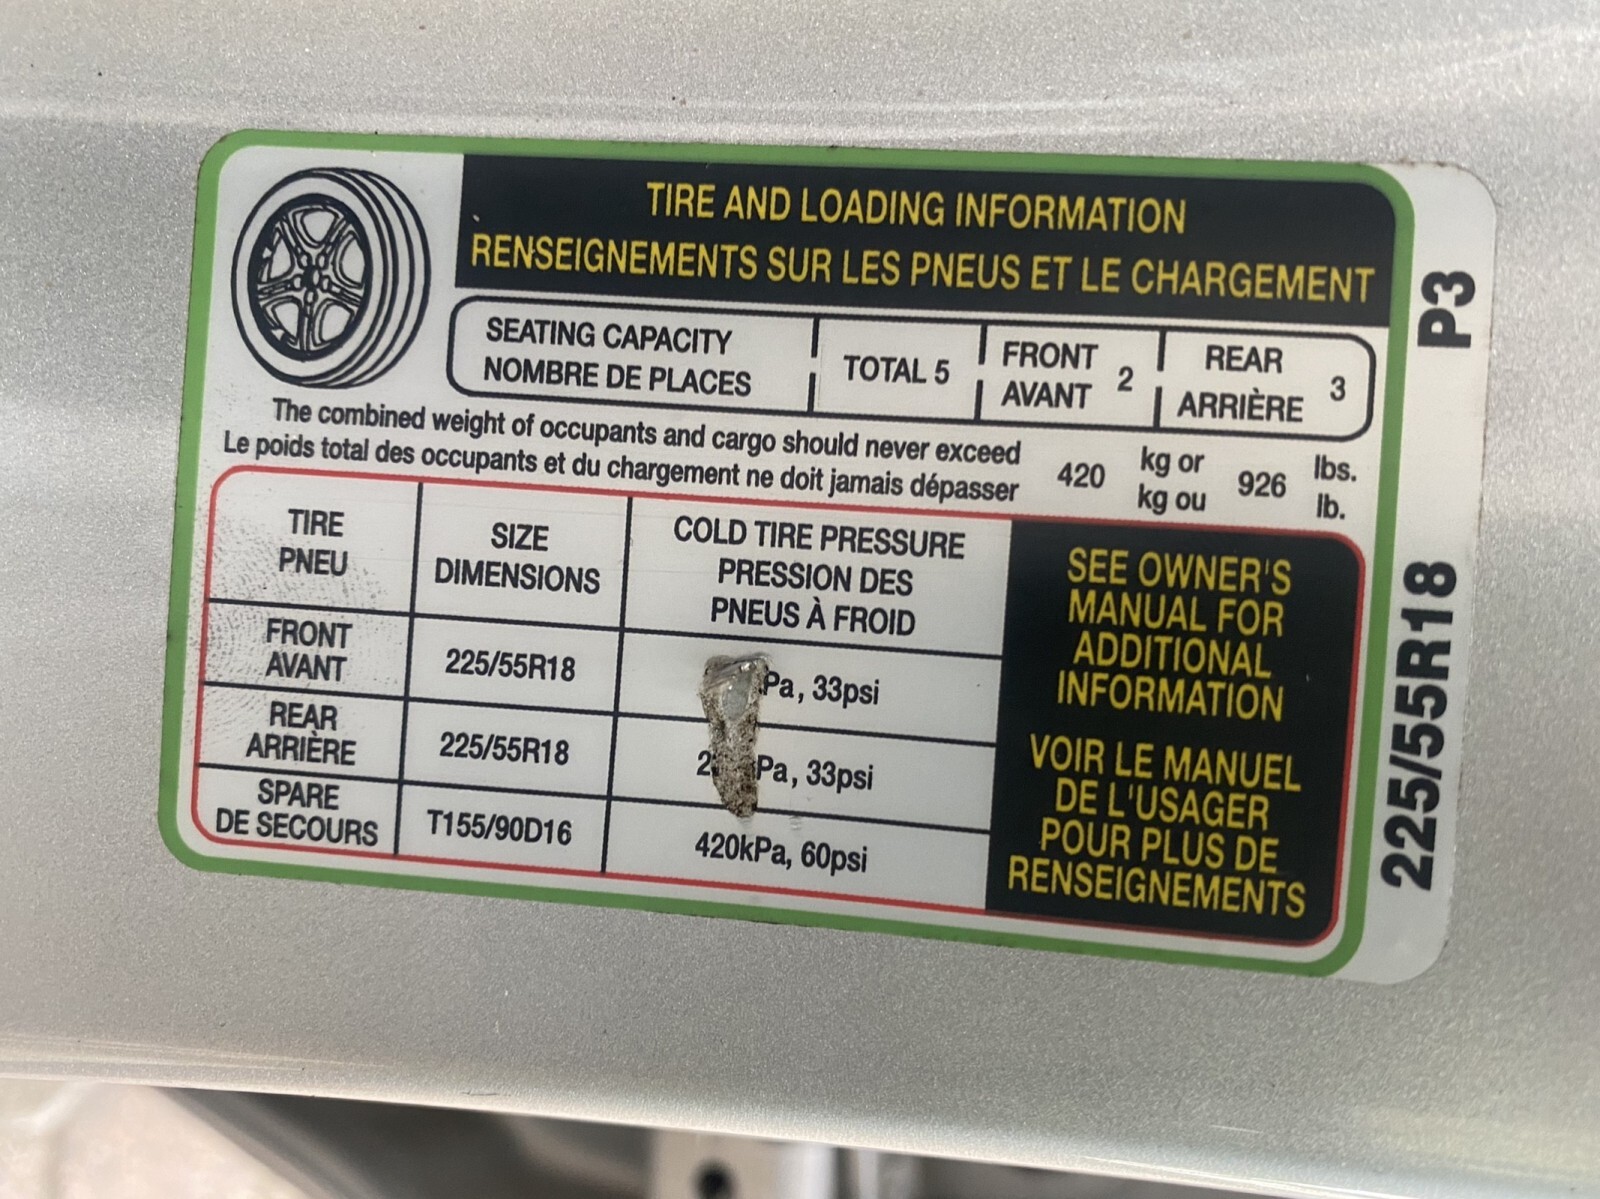 TIRE AND LOADING INFORMATION
RENSEIGNEMENTS SUR LES PNEUS ET LE CHARGEMENT
SEATING CAPACITY
NOMBRE DE PLACES
TOTAL 5
FRONT
AVANT
2
REAR
ARRIÈRE
3
The combined weight of occupants and cargo should never exceed
Le poids total des occupants et du chargement ne doit jamais dépasser
420
kg or
kg ou
926
lbs.
lb.
TIRE
PNEU
SIZE
DIMENSIONS
COLD TIRE PRESSURE
PRESSION DES
PNEUS À FROID
FRONT
AVANT
225/55R18
33psi
REAR
ARRIÈRE
225/55R18
33psi
SPARE
DE SECOURS
T155/90D16
420kPa, 60psi
SEE OWNER'S
MANUAL FOR
ADDITIONAL
INFORMATION
VOIR LE MANUEL
DE L'USAGER
POUR PLUS DE
RENSEIGNEMENTS
P3
225/55R18